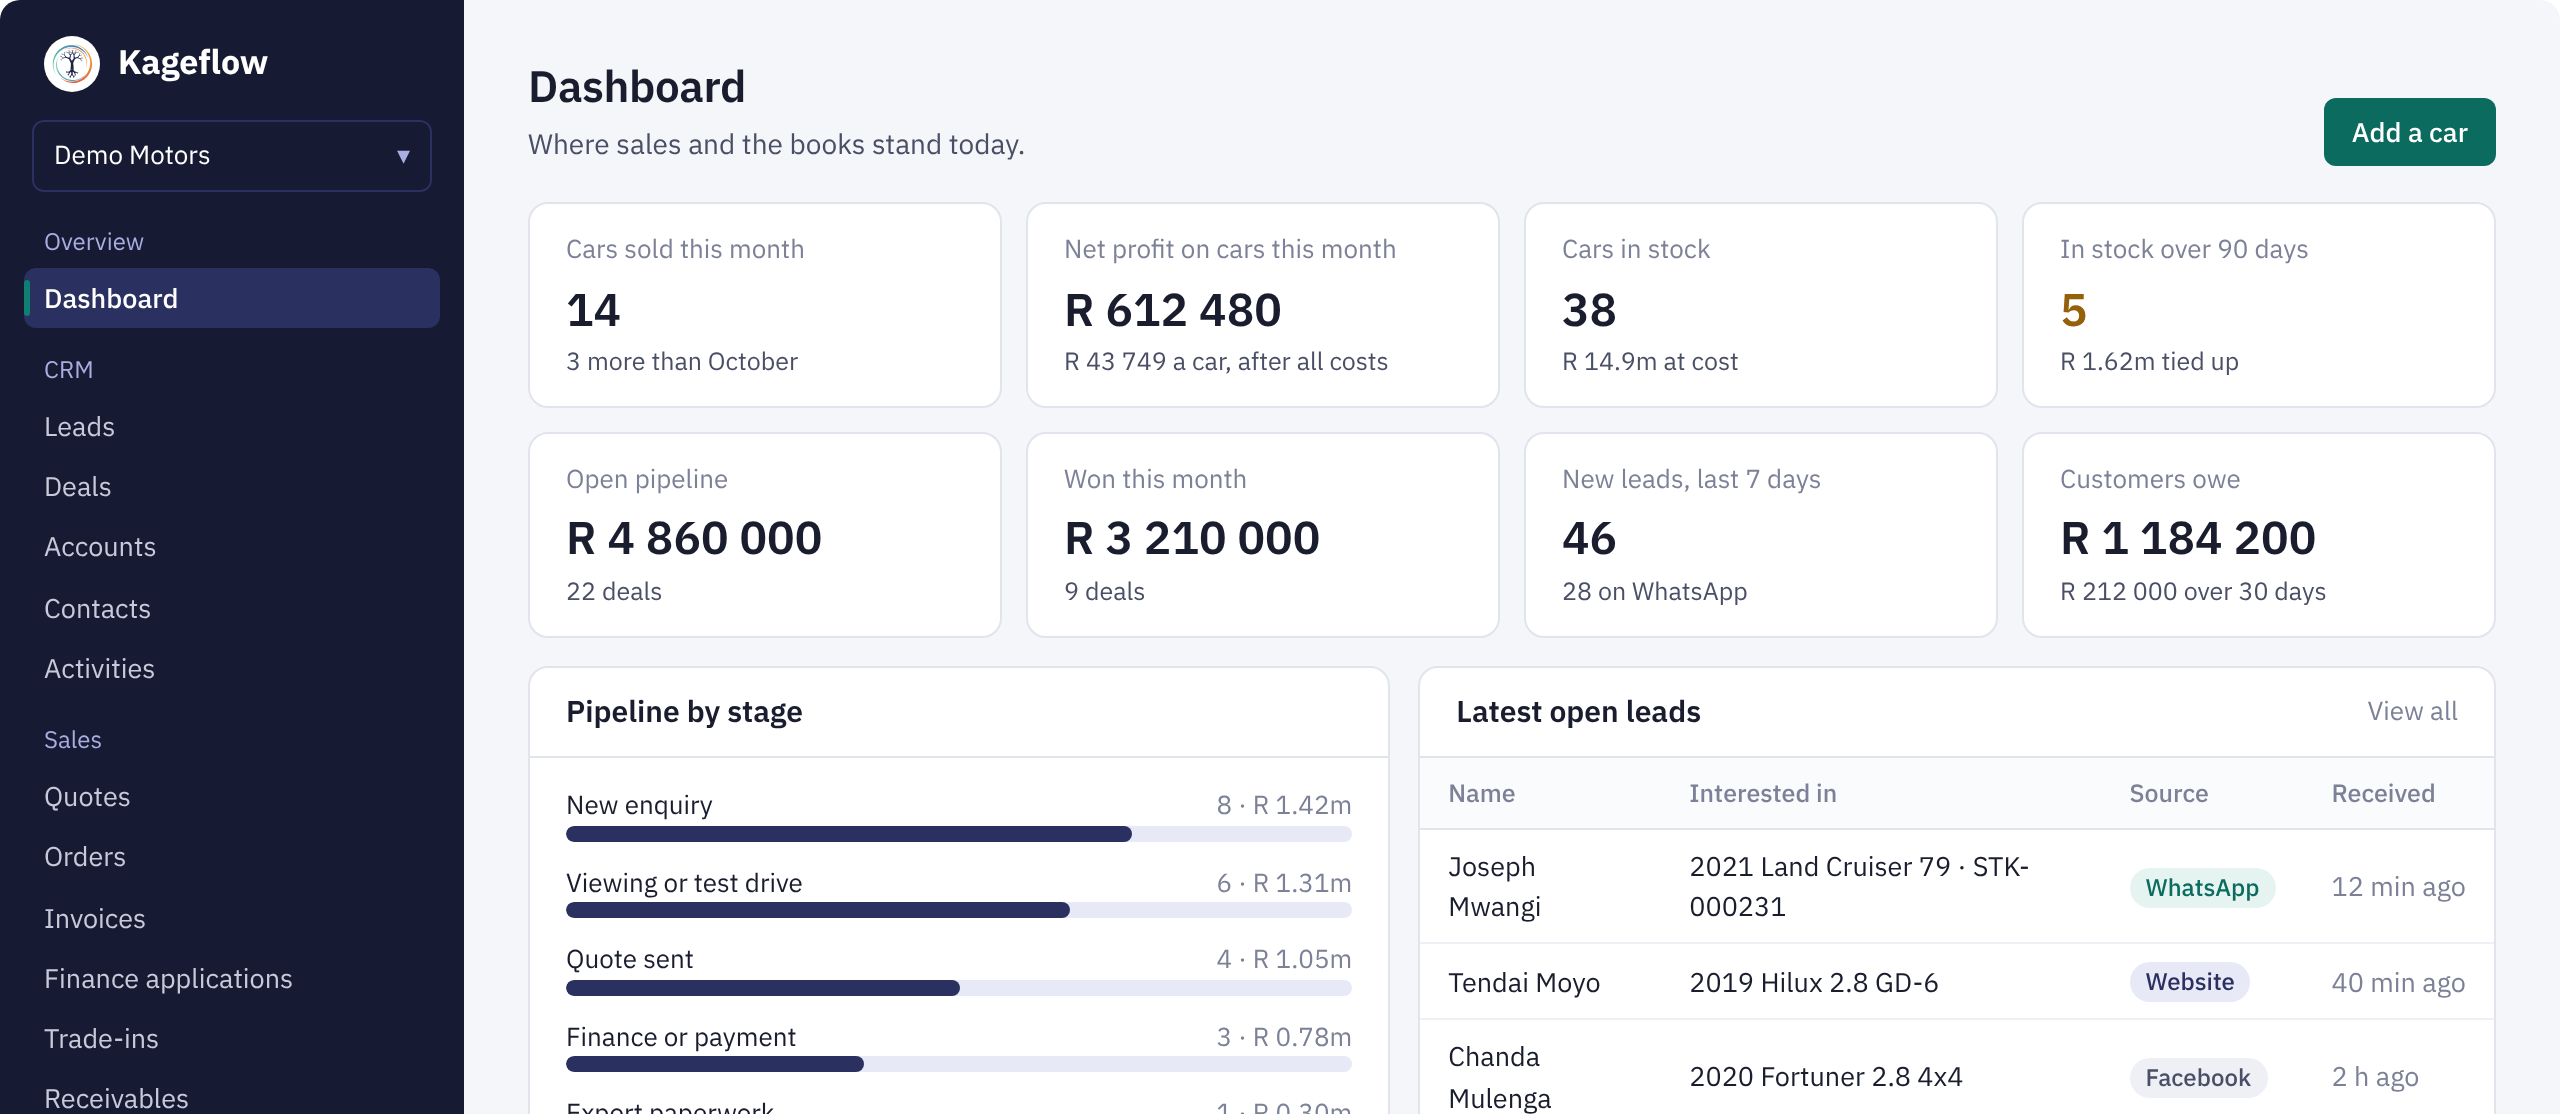 Kageflow
Demo Motors
Overview
Dashboard
CRM
Leads
Deals
Accounts
Contacts
Activities
Sales
Quotes
Orders
Invoices
Finance applications
Trade-ins
Receivables
Dashboard
Where sales and the books stand today.
Add a car
Cars sold this month
14
3 more than October
Net profit on cars this month
R 612 480
R 43 749 a car, after all costs
Cars in stock
38
R 14.9m at cost
In stock over 90 days
5
R 1.62m tied up
Open pipeline
R 4 860 000
22 deals
Won this month
R 3 210 000
9 deals
New leads, last 7 days
46
28 on WhatsApp
Customers owe
R 1 184 200
R 212 000 over 30 days
Pipeline by stage
New enquiry 8 · R 1.42m
Viewing or test drive 6 · R 1.31m
Quote sent 4 · R 1.05m
Finance or payment 3 · R 0.78m
Export paperwork 1 · R 0.30m
Latest open leads View all
Name Interested in Source Received
Joseph
Mwangi
2021 Land Cruiser 79 · STK-
000231
WhatsApp
12 min ago
Tendai Moyo 2019 Hilux 2.8 GD-6 Website 40 min ago
Chanda
Mulenga
2020 Fortuner 2.8 4x4
Facebook
2 h ago